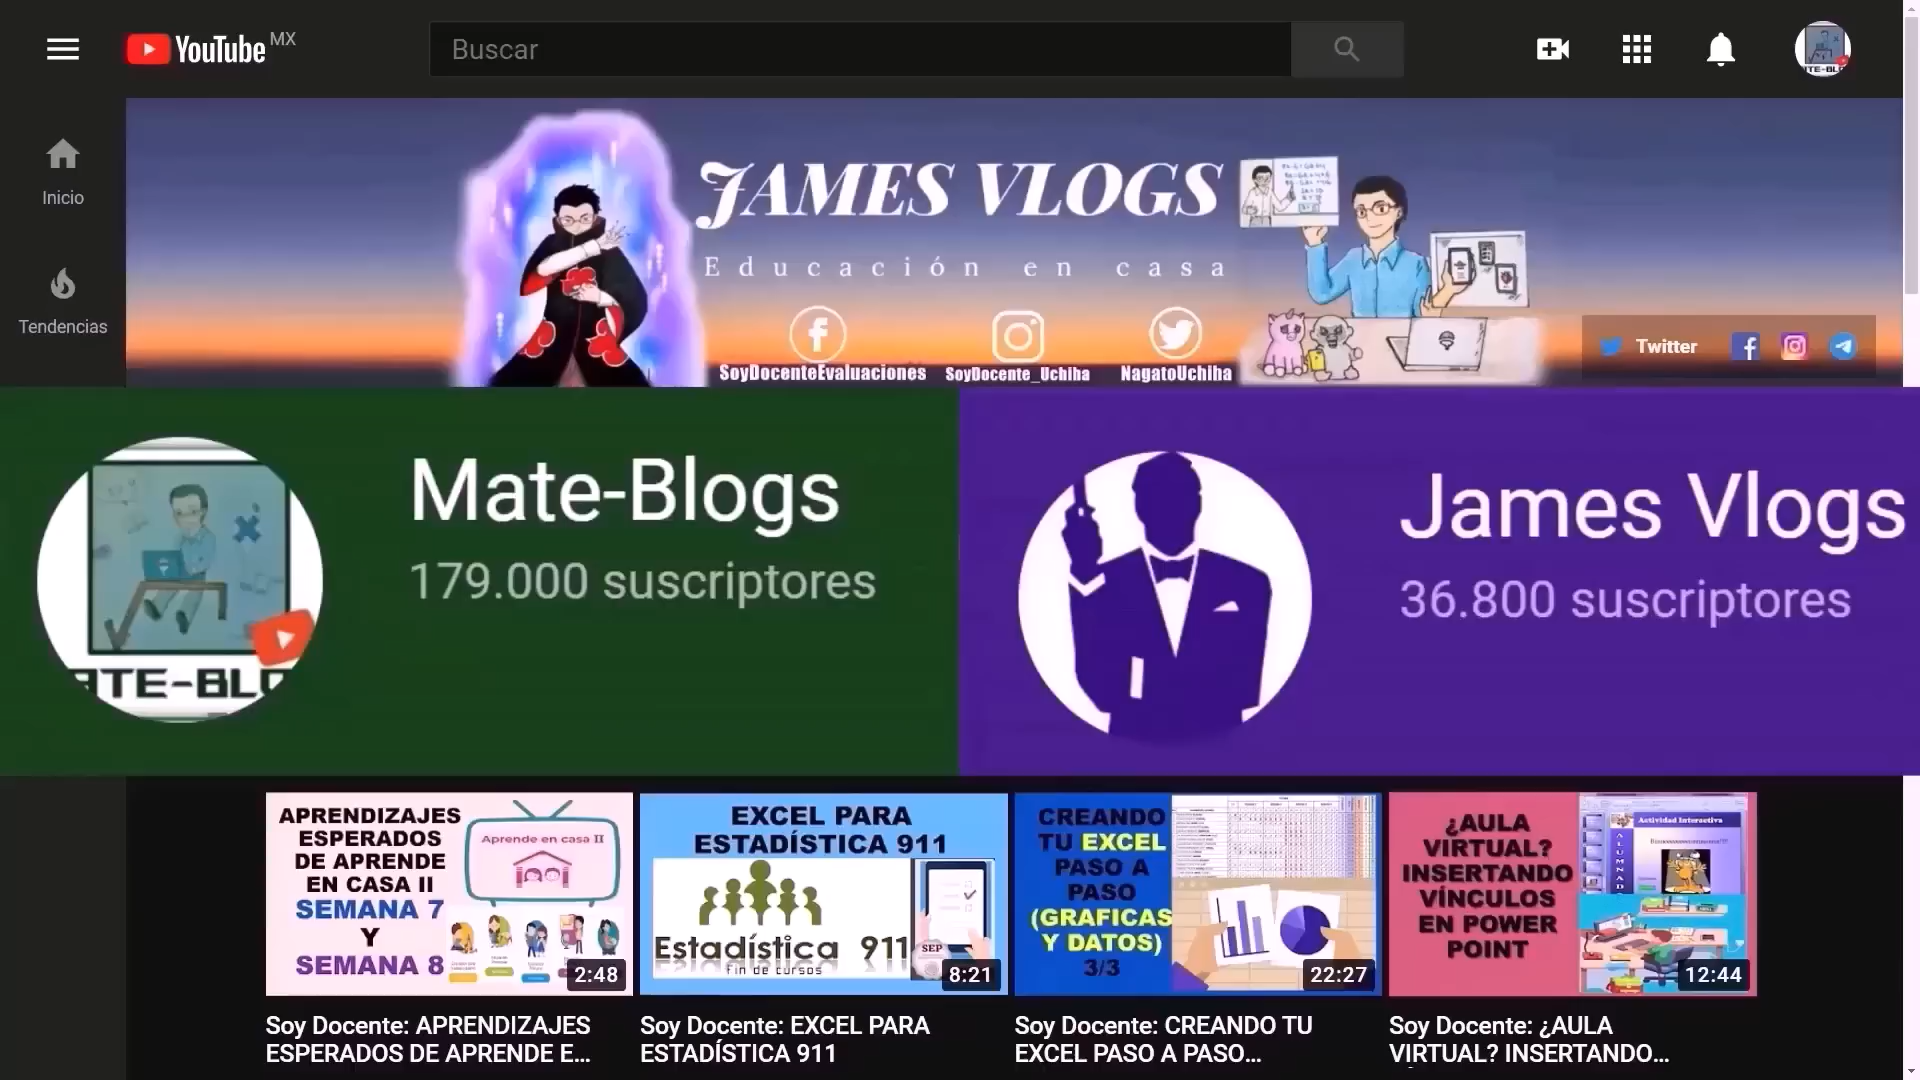 YouTube MX
Buscar
Inicio
Tendencias
JAMES VLOGS
Educación en casa
SoyDocenteEvaluaciones
SoyDocente_Uchiha
NagatoUchiha
Twitter
Mate-Blogs
179.000 suscriptores
ATE-BLO
James Vlogs
36.800 suscriptores
APRENDIZAJES
ESPERADOS
DE APRENDE
EN CASA II
SEMANA 7
Y
SEMANA 8
Aprende en casa II
2:48
EXCEL PARA
ESTADÍSTICA 911
Estadística 911
fin de cursos
SEP
8:21
CREANDO
TU EXCEL
PASO A
PASO
(GRAFICAS
Y DATOS)
3/3
22:27
¿AULA
VIRTUAL?
INSERTANDO
VÍNCULOS
EN POWER
POINT
Actividad Interactiva
12:44
Soy Docente: APRENDIZAJES
ESPERADOS DE APRENDE E...
Soy Docente: EXCEL PARA
ESTADÍSTICA 911
Soy Docente: CREANDO TU
EXCEL PASO A PASO...
Soy Docente: ¿AULA
VIRTUAL? INSERTANDO...